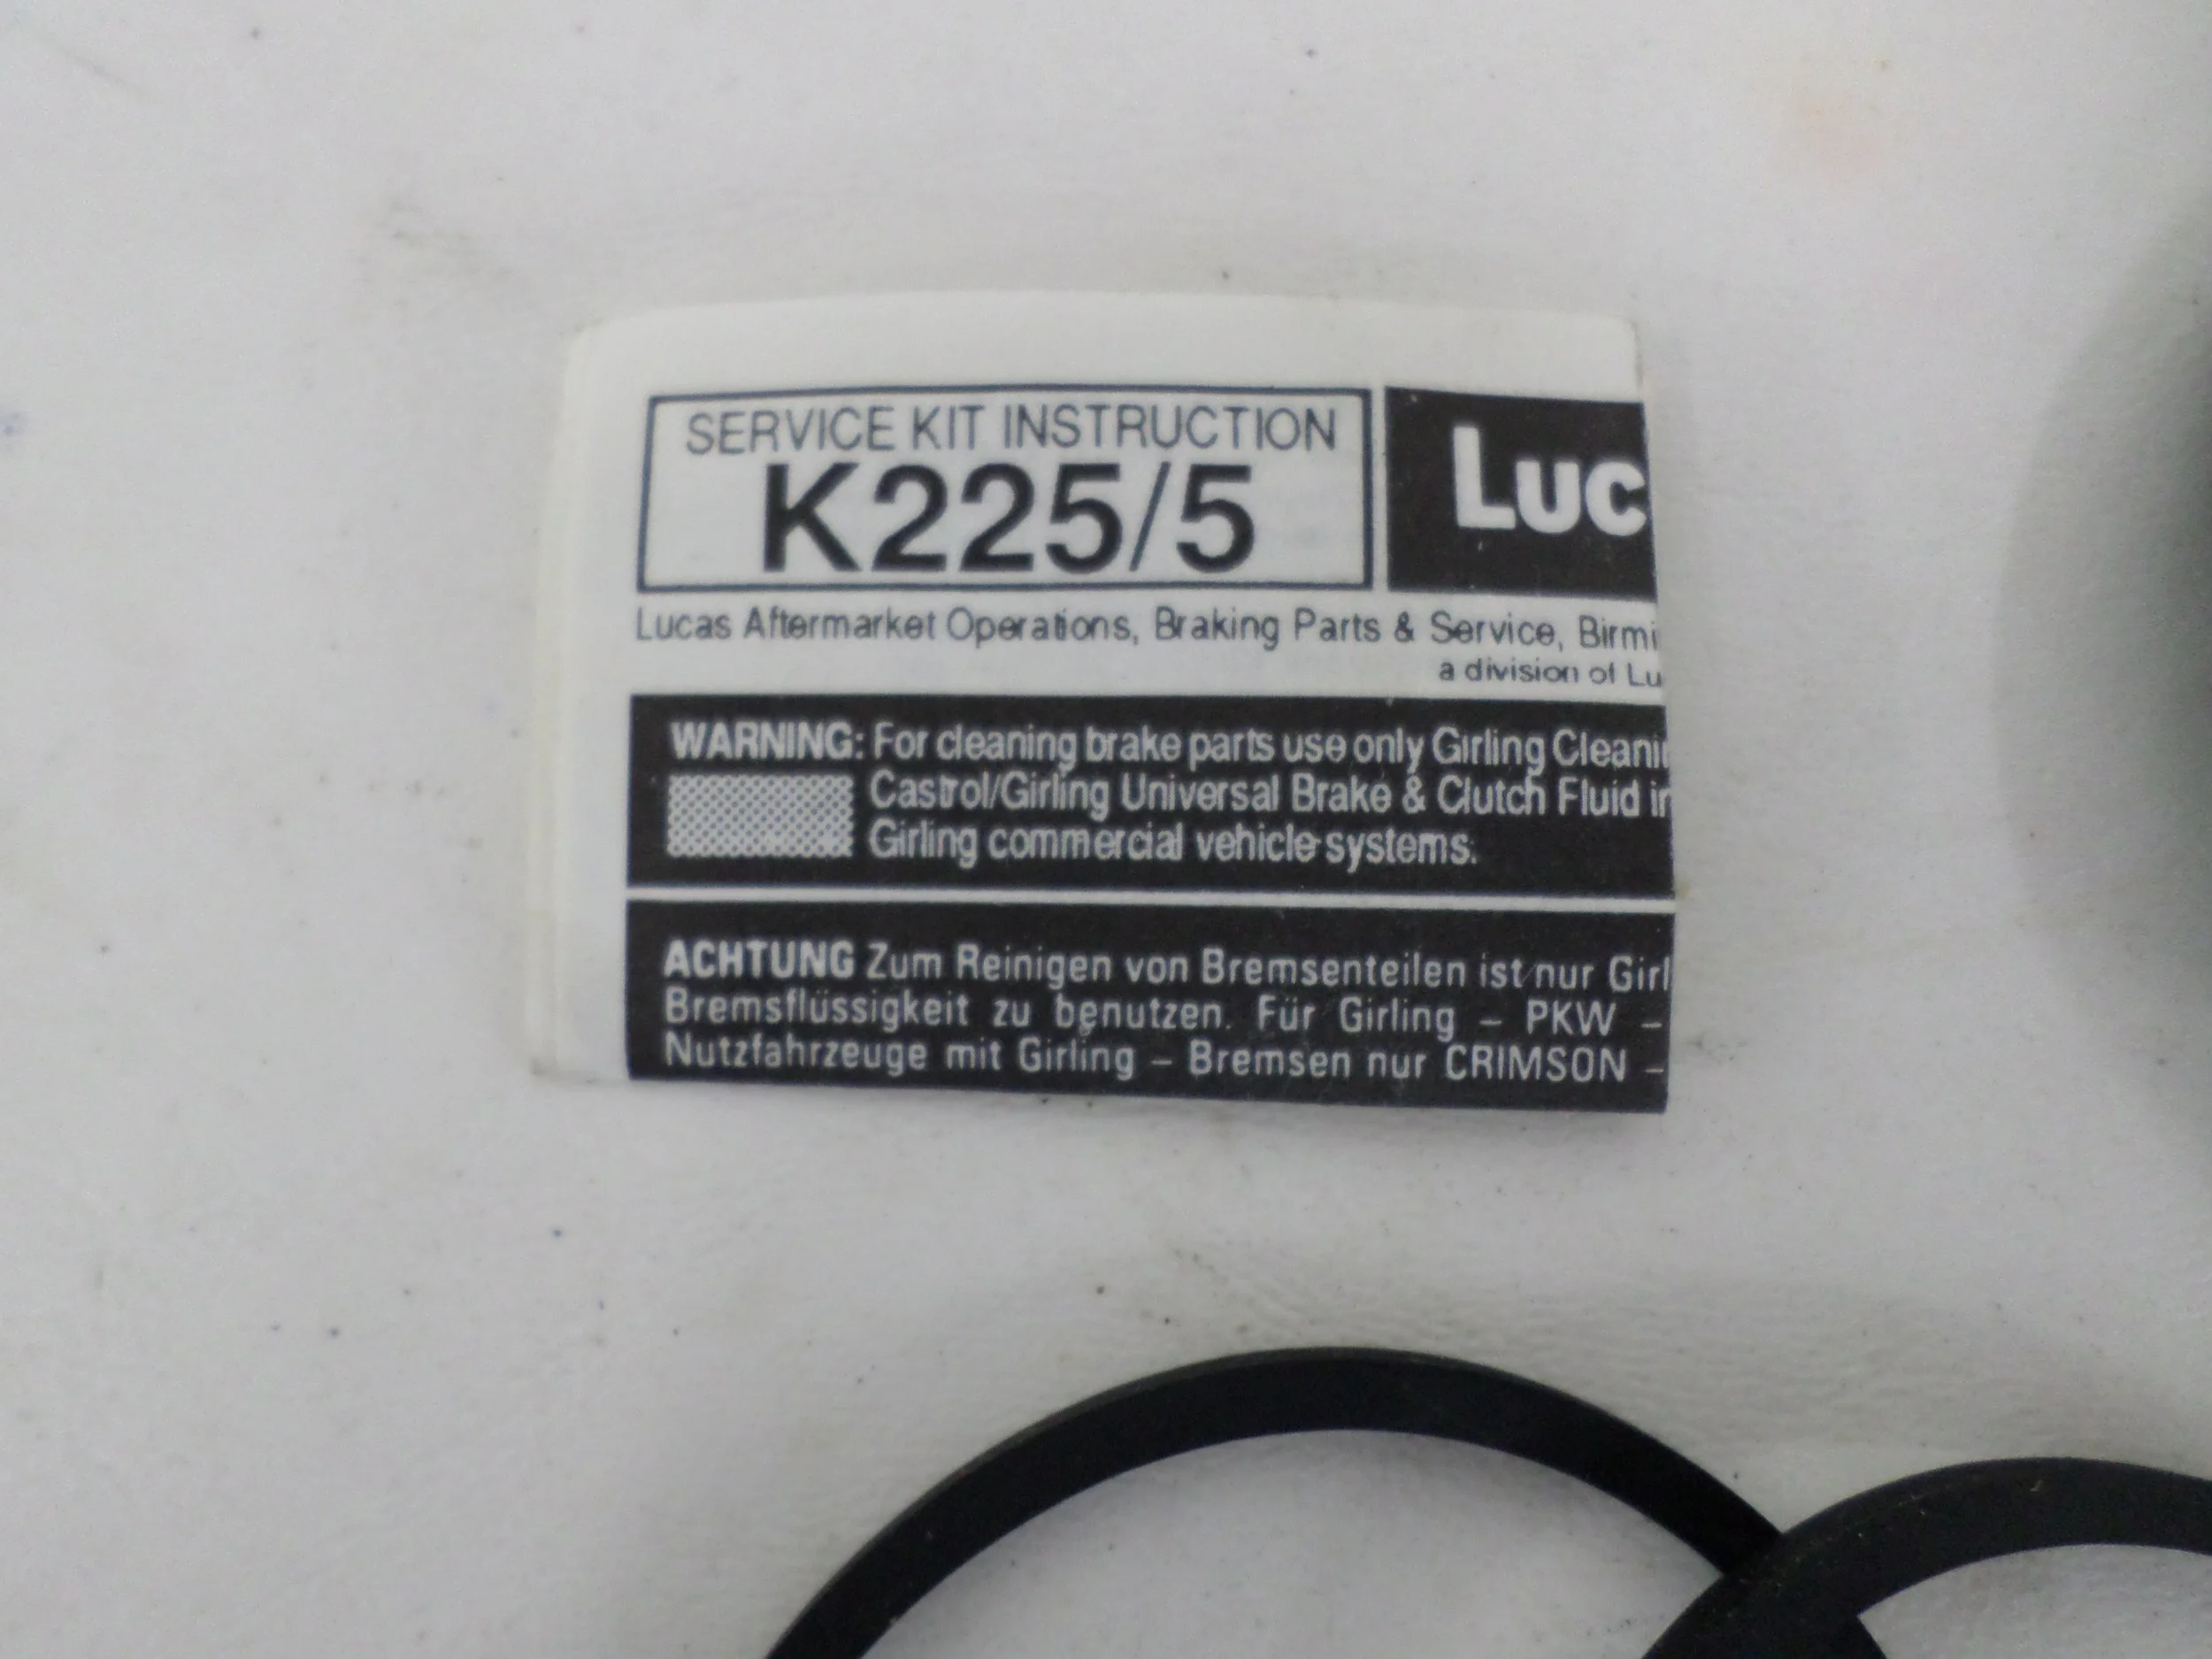 SERVICE KIT INSTRUCTION
K225/5
Luc
Lucas Aftermarket Operations, Braking Parts & Service, Birmi
a division of Lu
WARNING: For cleaning brake parts use only Girling Cleani
Castrol/Girling Universal Brake & Clutch Fluid in
Girling commercial vehicle systems.
ACHTUNG Zum Reinigen von Bremsenteilen ist nur Girl
Bremsflüssigkeit zu benutzen. Für Girling – PKW –
Nutzfahrzeuge mit Girling – Bremsen nur CRIMSON –